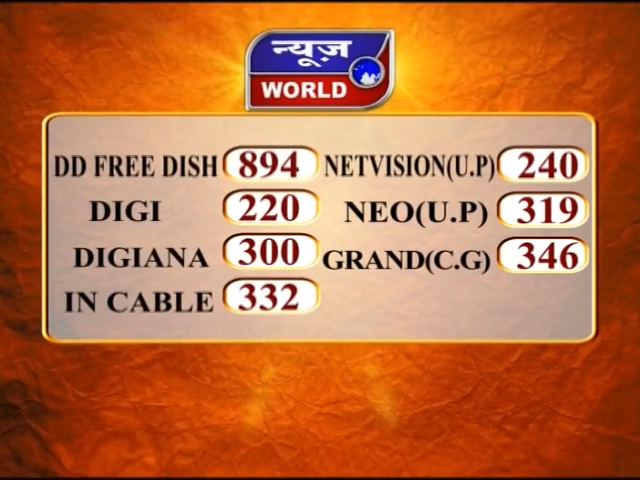 न्यूज़
WORLD
DD FREE DISH 894 NETVISION(U.P) 240
DIGI 220 NEO(U.P) 319
DIGIANA 300 GRAND(C.G) 346
IN CABLE 332